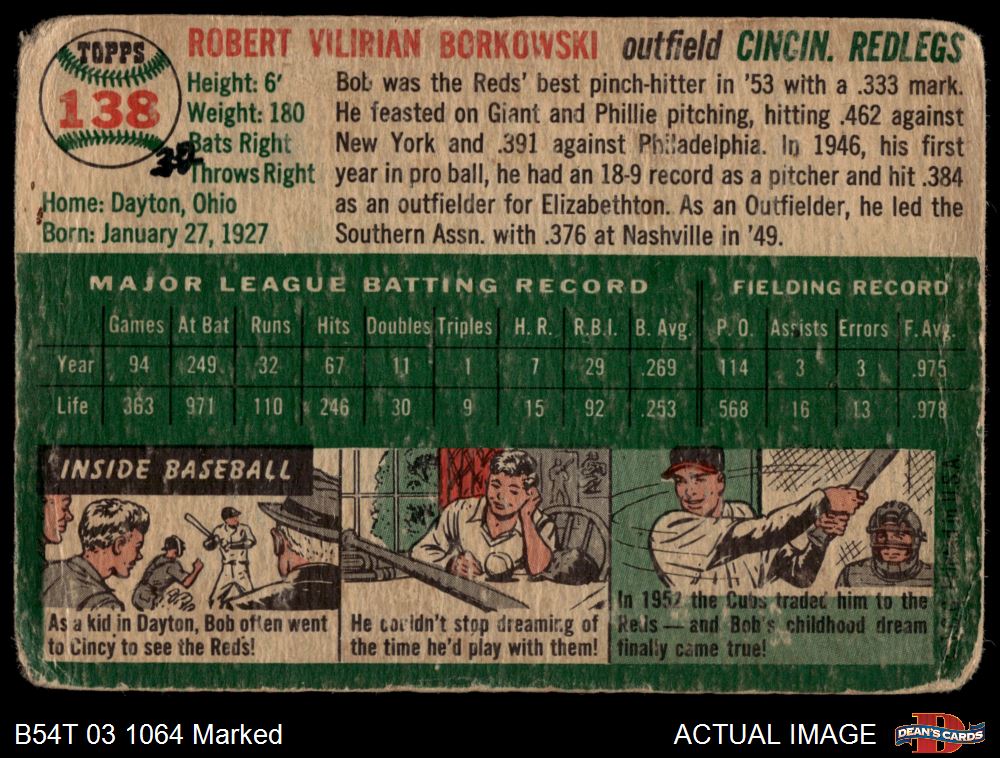 TOPPS
138
ROBERT VILIRIAN BORKOWSKI outfield CINCIN. REDLEGS
Height: 6'
Weight: 180
Bats Right
Throws Right
Home: Dayton, Ohio
Born: January 27, 1927
Bob was the Reds' best pinch-hitter in '53 with a .333 mark.
He feasted on Giant and Phillie pitching, hitting .462 against
New York and .391 against Philadelphia. In 1946, his first
year in pro ball, he had an 18-9 record as a pitcher and hit .384
as an outfielder for Elizabethton. As an Outfielder, he led the
Southern Assn. with .376 at Nashville in '49.
MAJOR LEAGUE BATTING RECORD FIELDING RECORD
Games At Bat Runs Hits Doubles Triples H. R. R.B.I. B. Avg. P. O. Assists Errors F. Avg.
Year 94 249 32 67 11 1 7 29 .269 114 3 3 .975
Life 363 971 110 246 30 9 15 92 .253 568 16 13 .978
INSIDE BASEBALL
As a kid in Dayton, Bob often went
to Cincy to see the Reds!
He couldn't stop dreaming of
the time he'd play with them!
In 1952 the Cubs traded him to the
Reds — and Bob's childhood dream
finally came true!
B54T 03 1064 Marked
ACTUAL IMAGE
DEAN'S CARDS